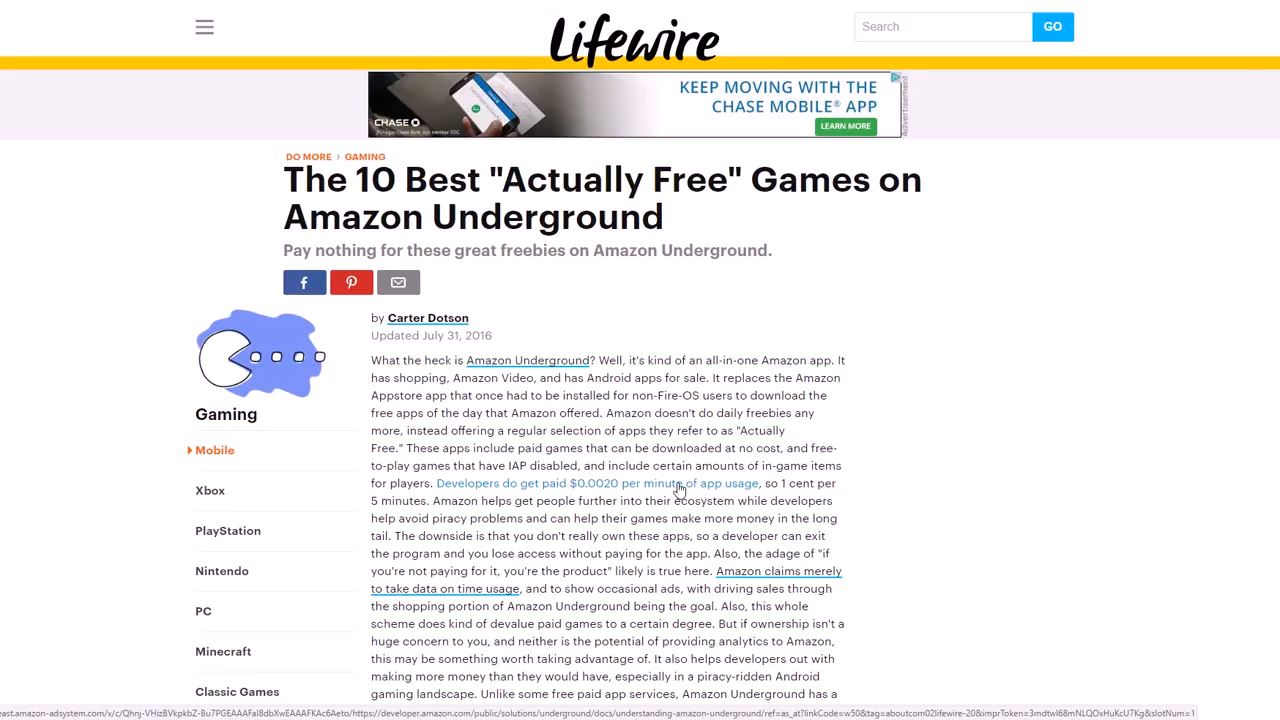 Lifewire
Search
GO
KEEP MOVING WITH THE
CHASE MOBILE® APP
LEARN MORE
CHASE
Advertisement
DO MORE › GAMING
The 10 Best "Actually Free" Games on
Amazon Underground
Pay nothing for these great freebies on Amazon Underground.
by Carter Dotson
Updated July 31, 2016
What the heck is Amazon Underground? Well, it's kind of an all-in-one Amazon app. It
has shopping, Amazon Video, and has Android apps for sale. It replaces the Amazon
Appstore app that once had to be installed for non-Fire-OS users to download the
free apps of the day that Amazon offered. Amazon doesn't do daily freebies any
more, instead offering a regular selection of apps they refer to as "Actually
Free." These apps include paid games that can be downloaded at no cost, and free-
to-play games that have IAP disabled, and include certain amounts of in-game items
for players. Developers do get paid $0.0020 per minute of app usage, so 1 cent per
5 minutes. Amazon helps get people further into their ecosystem while developers
help avoid piracy problems and can help their games make more money in the long
tail. The downside is that you don't really own these apps, so a developer can exit
the program and you lose access without paying for the app. Also, the adage of "if
you're not paying for it, you're the product" likely is true here. Amazon claims merely
to take data on time usage, and to show occasional ads, with driving sales through
the shopping portion of Amazon Underground being the goal. Also, this whole
scheme does kind of devalue paid games to a certain degree. But if ownership isn't a
huge concern to you, and neither is the potential of providing analytics to Amazon,
this may be something worth taking advantage of. It also helps developers out with
making more money than they would have, especially in a piracy-ridden Android
gaming landscape. Unlike some free paid app services, Amazon Underground has a
Gaming
Mobile
Xbox
PlayStation
Nintendo
PC
Minecraft
Classic Games